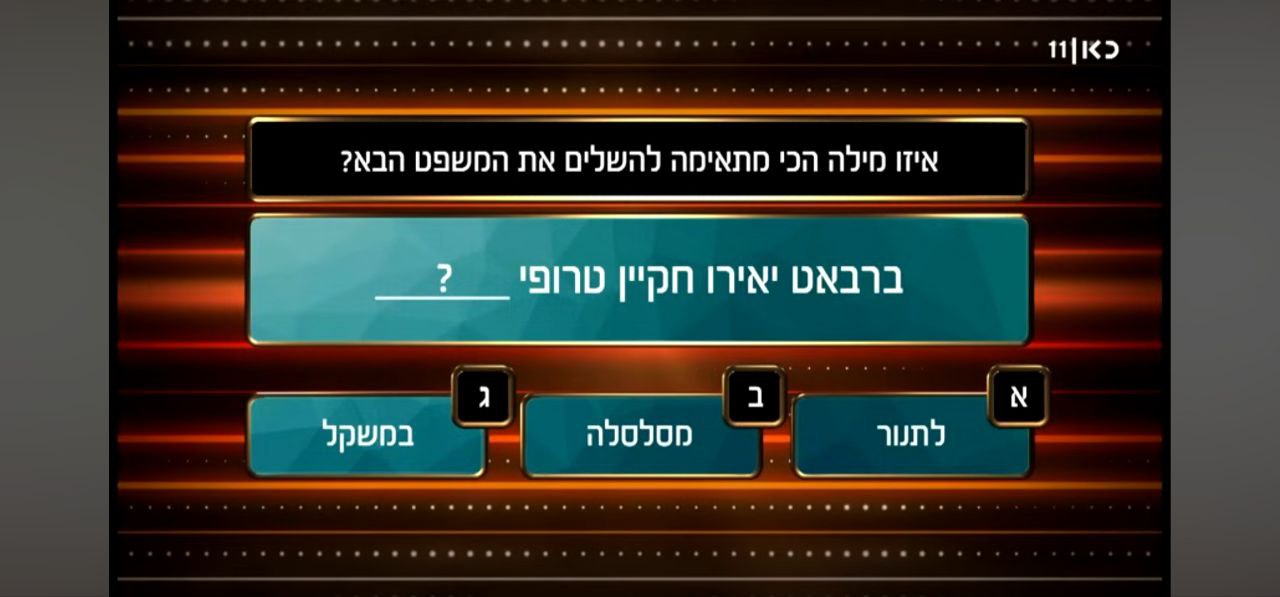 כאן|11
איזו מילה הכי מתאימה להשלים את המשפט הבא?
ברבאט יאירו חקיין טרופי ___?___
א
לתנור
ב
מסלסלה
ג
במשקל